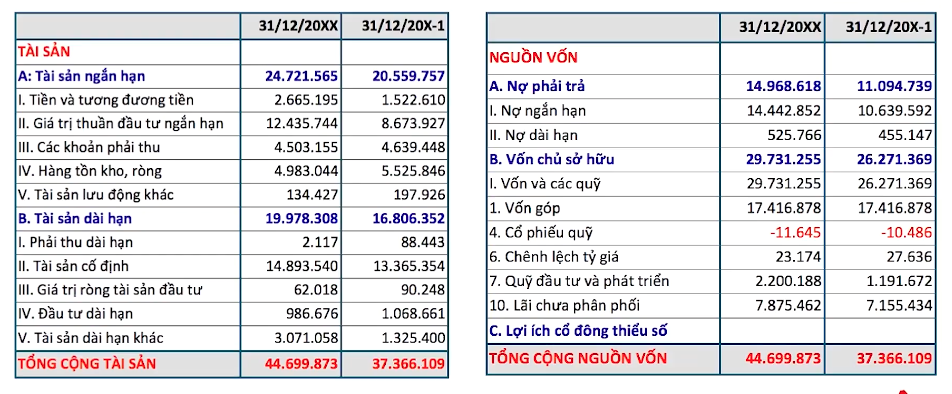 31/12/20XX 31/12/20X-1
TÀI SẢN
A: Tài sản ngắn hạn 24.721.565 20.559.757
I. Tiền và tương đương tiền 2.665.195 1.522.610
II. Giá trị thuần đầu tư ngắn hạn 12.435.744 8.673.927
III. Các khoản phải thu 4.503.155 4.639.448
IV. Hàng tồn kho, ròng 4.983.044 5.525.846
V. Tài sản lưu động khác 134.427 197.926
B. Tài sản dài hạn 19.978.308 16.806.352
I. Phải thu dài hạn 2.117 88.443
II. Tài sản cố định 14.893.540 13.365.354
III. Giá trị ròng tài sản đầu tư 62.018 90.248
IV. Đầu tư dài hạn 986.676 1.068.661
V. Tài sản dài hạn khác 3.071.058 1.325.400
TỔNG CỘNG TÀI SẢN 44.699.873 37.366.109
31/12/20XX 31/12/20X-1
NGUỒN VỐN
A. Nợ phải trả 14.968.618 11.094.739
I. Nợ ngắn hạn 14.442.852 10.639.592
II. Nợ dài hạn 525.766 455.147
B. Vốn chủ sở hữu 29.731.255 26.271.369
I. Vốn và các quỹ 29.731.255 26.271.369
1. Vốn góp 17.416.878 17.416.878
4. Cổ phiếu quỹ -11.645 -10.486
6. Chênh lệch tỷ giá 23.174 27.636
7. Quỹ đầu tư và phát triển 2.200.188 1.191.672
10. Lãi chưa phân phối 7.875.462 7.155.434
C. Lợi ích cổ đông thiểu số
TỔNG CỘNG NGUỒN VỐN 44.699.873 37.366.109